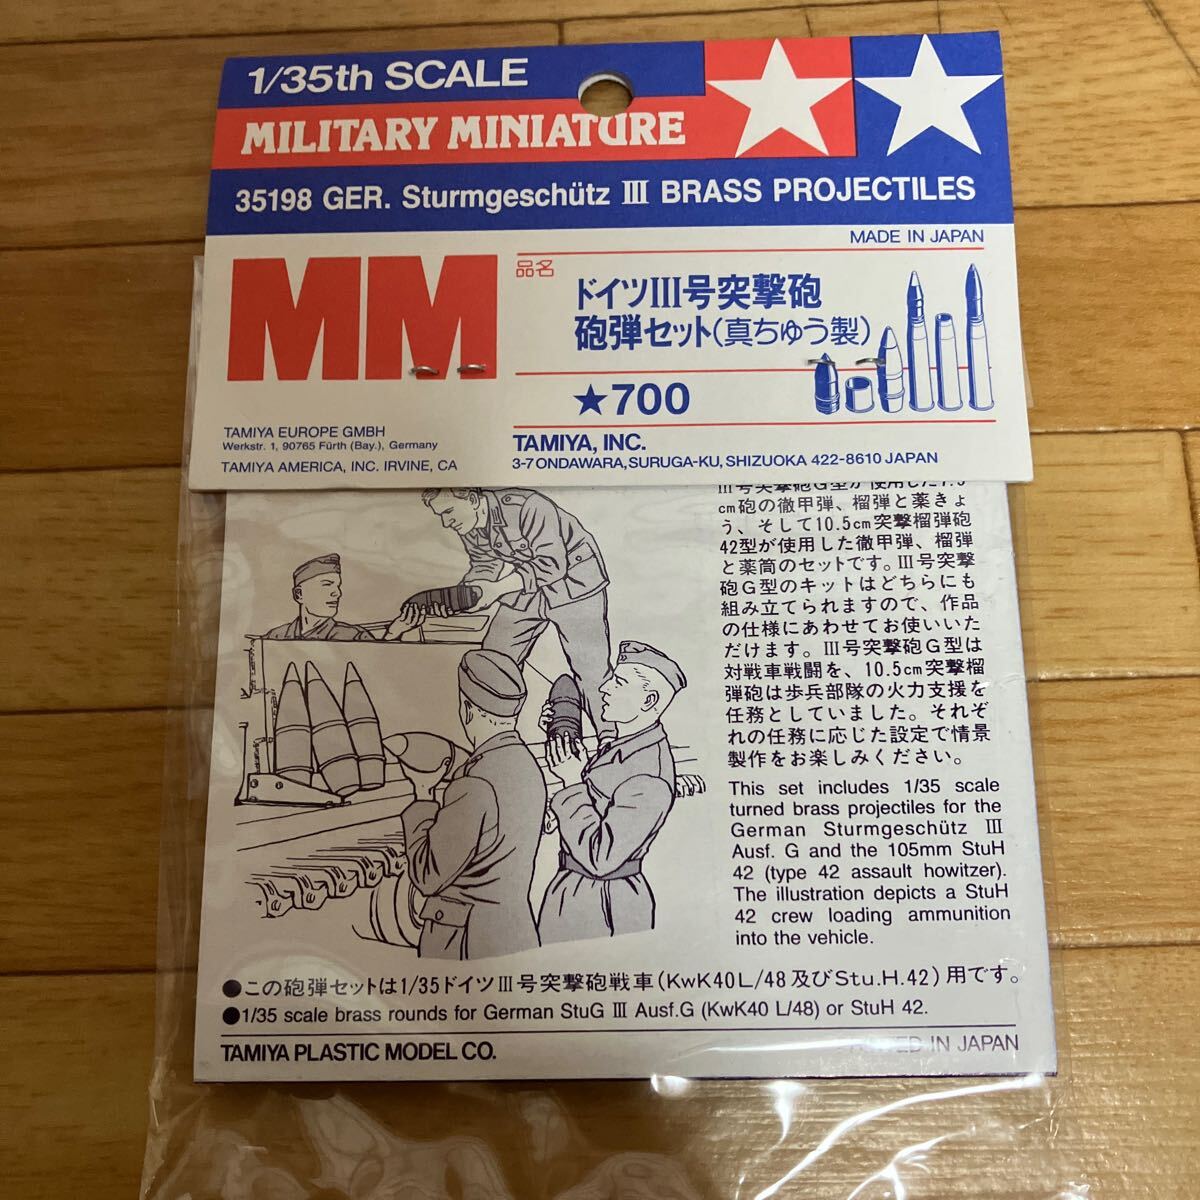 1/35th SCALE
MILITARY MINIATURE
35198 GER. Sturmgeschütz III BRASS PROJECTILES
MADE IN JAPAN
MM
品名
ドイツIII号突撃砲
砲弾セット(真ちゅう製)
★700
TAMIYA EUROPE GMBH
Werkstr. 1, 90765 Fürth (Bay.), Germany
TAMIYA AMERICA, INC. IRVINE, CA
TAMIYA, INC.
3-7 ONDAWARA, SURUGA-KU, SHIZUOKA 422-8610 JAPAN
III号突撃砲G型が使用した7.5
cm砲の徹甲弾、榴弾と薬きょ
う、そして10.5cm突撃榴弾砲
42型が使用した徹甲弾、榴弾
と薬筒のセットです。III号突撃
砲G型のキットはどちらにも
組み立てられますので、作品
の仕様にあわせてお使いいた
だけます。III号突撃砲G型は
対戦車戦闘を、10.5cm突撃榴
弾砲は歩兵部隊の火力支援を
任務としていました。それぞ
れの任務に応じた設定で情景
製作をお楽しみください。
This set includes 1/35 scale
turned brass projectiles for the
German Sturmgeschütz III
Ausf. G and the 105mm StuH
42 (type 42 assault howitzer).
The illustration depicts a StuH
42 crew loading ammunition
into the vehicle.
●この砲弾セットは1/35ドイツIII号突撃砲戦車(KwK40L/48及びStu.H.42)用です。
●1/35 scale brass rounds for German StuG III Ausf.G (KwK40 L/48) or StuH 42.
TAMIYA PLASTIC MODEL CO.
PRINTED IN JAPAN